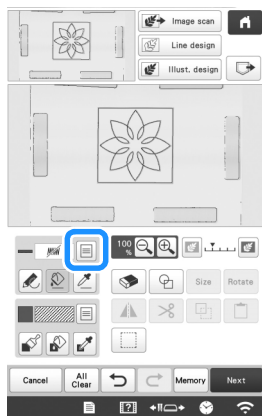 Image scan
Line design
Illust. design
100
%
Size
Rotate
Cancel
All
Clear
Memory
Next
?